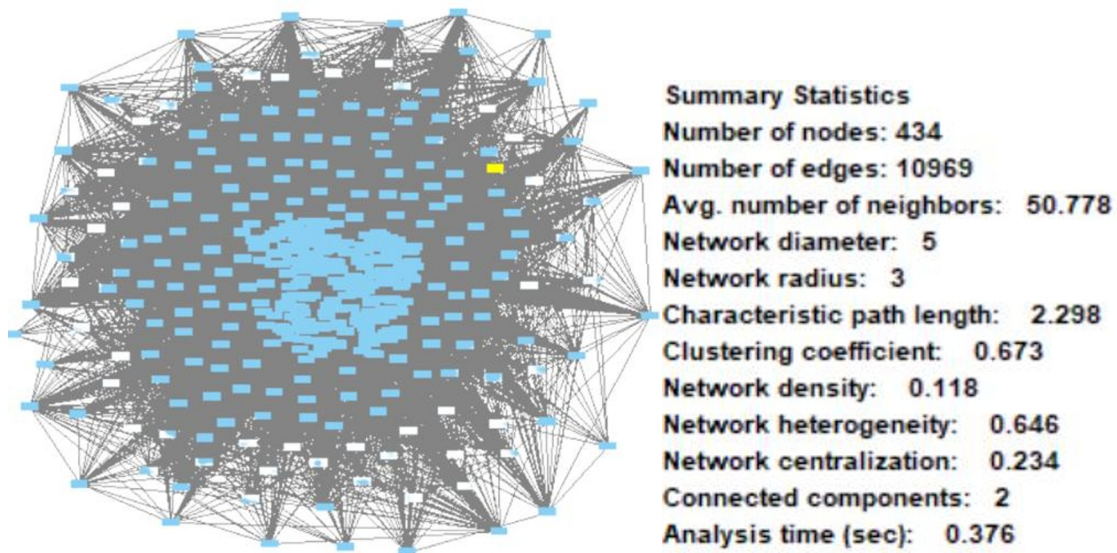 Summary Statistics
Number of nodes: 434
Number of edges: 10969
Avg. number of neighbors: 50.778
Network diameter: 5
Network radius: 3
Characteristic path length: 2.298
Clustering coefficient: 0.673
Network density: 0.118
Network heterogeneity: 0.646
Network centralization: 0.234
Connected components: 2
Analysis time (sec): 0.376